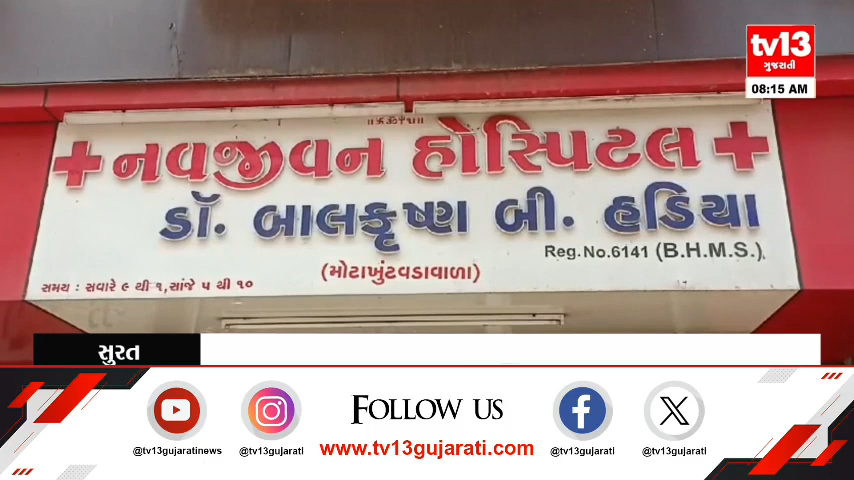 tv13
ગુજરાતી
08:15 AM
+ નવજીવન હોસ્પિટલ +
ડૉ. બાલકૃષ્ણ બી. હડિયા
Reg.No.6141 (B.H.M.S.)
(મોટાખુંટવડાવાળા)
સમય : સવારે ૯ થી ૧,સાંજે ૫ થી ૧૦
સુરત
FOLLOW US
www.tv13gujarati.com
@tv13gujaratinews
@tv13gujarati
@tv13gujarati
@tv13gujarati